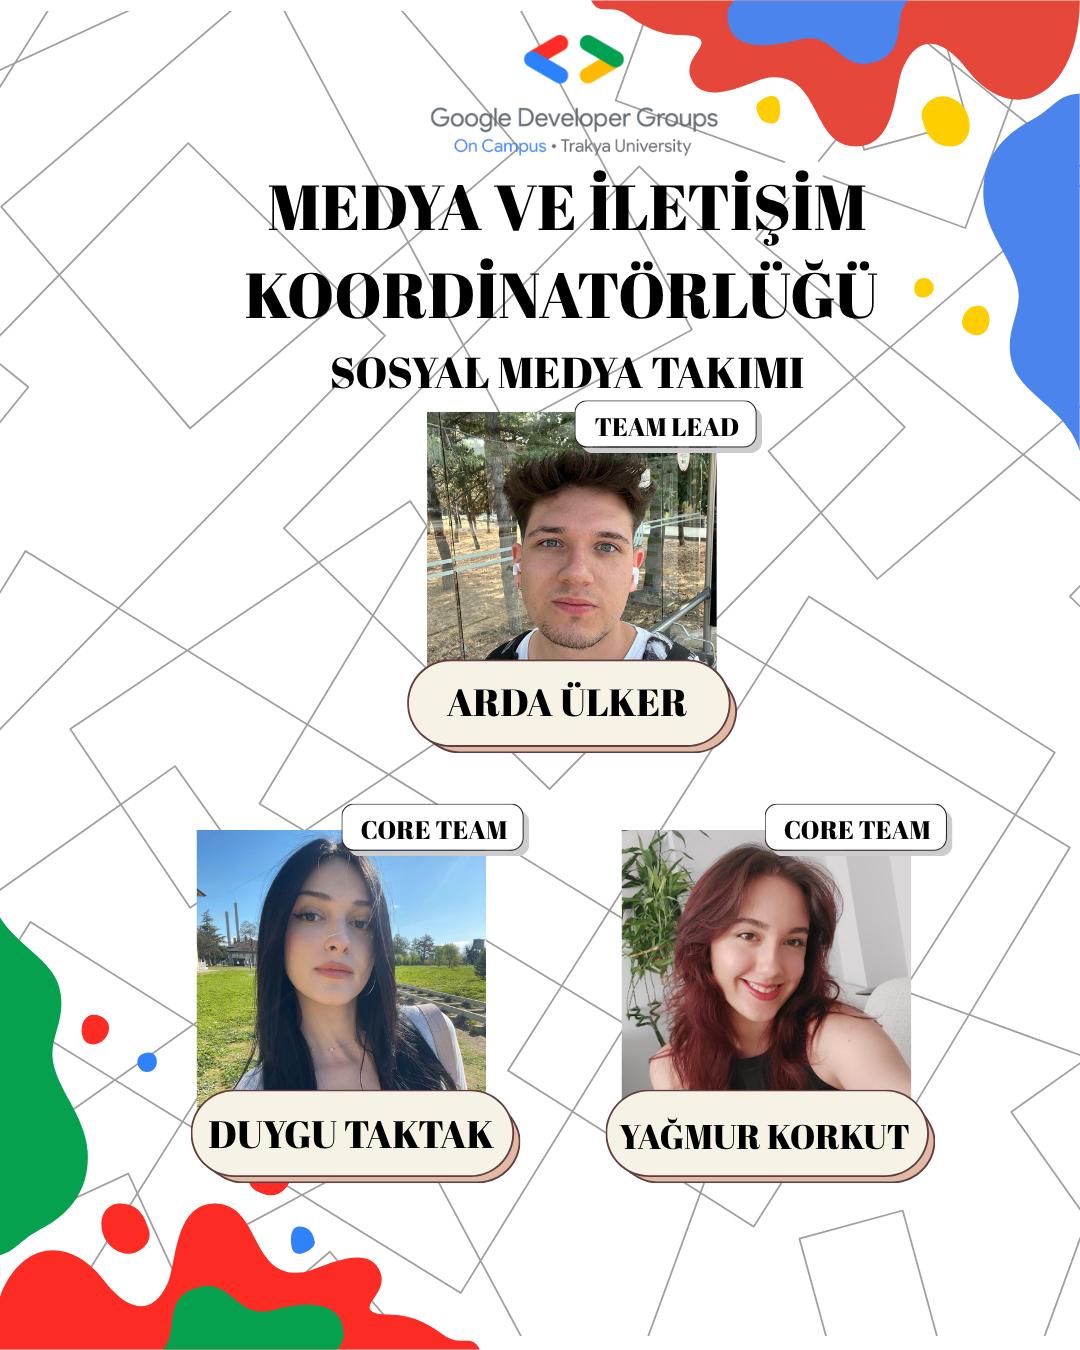 Google Developer Groups
On Campus • Trakya University
MEDYA VE İLETİŞİM
KOORDİNATÖRLÜĞÜ
SOSYAL MEDYA TAKIMI
TEAM LEAD
ARDA ÜLKER
CORE TEAM
DUYGU TAKTAK
CORE TEAM
YAĞMUR KORKUT